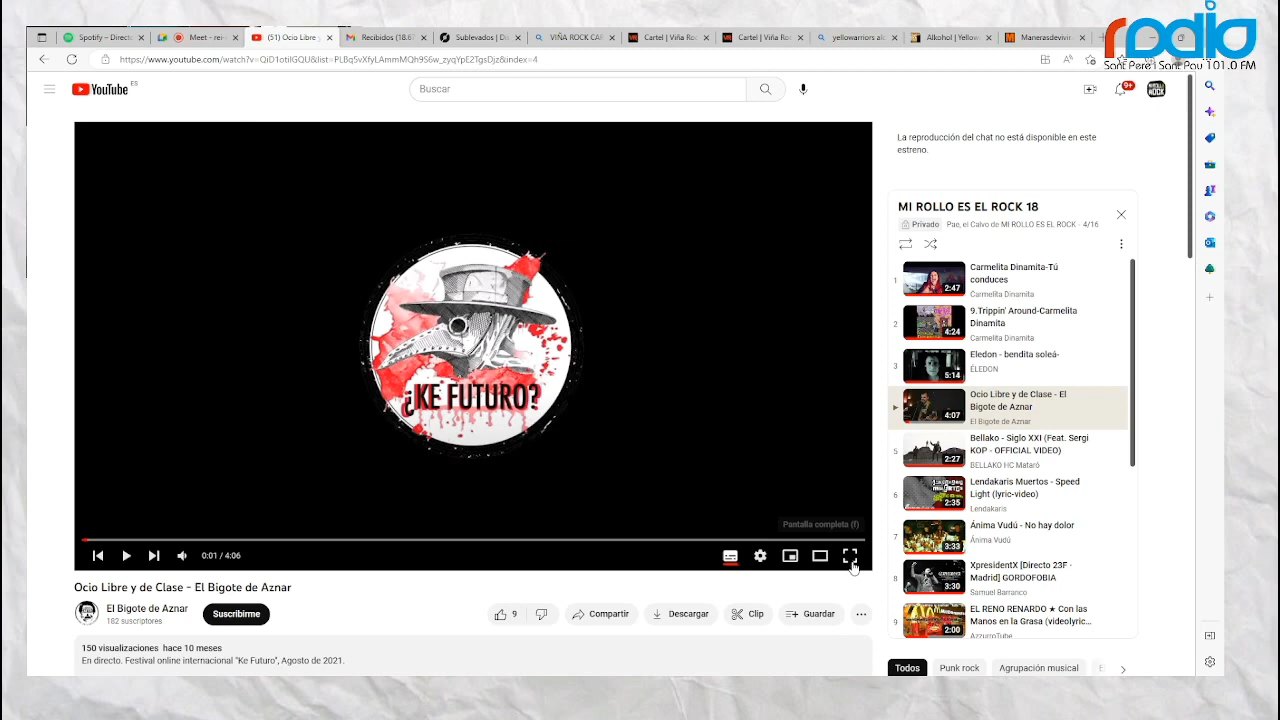 Spotify – Direct
Meet – rei-
(51) Ocio Libre y
Recibidos (18.67
Sublevados | Di
VIÑA ROCK CAR
Cartel | Viña Ro
Cartel | Viña Roc
yellowarriors al
Alkohol | Yellow
Manerasdevivir
rodio
Sant Pere i Sant Pau 101.0 FM
https://www.youtube.com/watch?v=QiD1otiIGQU&list=PLBq5vXfyLAmmMQh9S6w_zyqYpE2TgsDjz&index=4
YouTube ES
Buscar
9+
La reproducción del chat no está disponible en este
estreno.
¿KE FUTURO?
Pantalla completa (f)
0:01 / 4:06
Ocio Libre y de Clase – El Bigote de Aznar
El Bigote de Aznar
182 suscriptores
Suscribirme
9
Compartir
Descargar
Clip
Guardar
150 visualizaciones hace 10 meses
En directo. Festival online internacional "Ke Futuro", Agosto de 2021.
MI ROLLO ES EL ROCK 18
Privado Pae, el Calvo de MI ROLLO ES EL ROCK - 4/16
1
2:47
Carmelita Dinamita-Tú
conduces
Carmelita Dinamita
2
4:24
9.Trippin' Around-Carmelita
Dinamita
Carmelita Dinamita
3
5:14
Eledon - bendita soleá-
ÉLEDON
4:07
Ocio Libre y de Clase - El
Bigote de Aznar
El Bigote de Aznar
5
2:27
Bellako - Siglo XXI (Feat. Sergi
KOP - OFFICIAL VIDEO)
BELLAKO HC Mataró
6
2:35
Lendakaris Muertos - Speed
Light (lyric-video)
Lendakaris
7
3:33
Ánima Vudú - No hay dolor
Ánima Vudú
8
3:30
XpresidentX [Directo 23F ·
Madrid] GORDOFOBIA
Samuel Barranco
9
2:00
EL RENO RENARDO ★ Con las
Manos en la Grasa (videolyric...
AzzurroTube
Todos
Punk rock
Agrupación musical
E